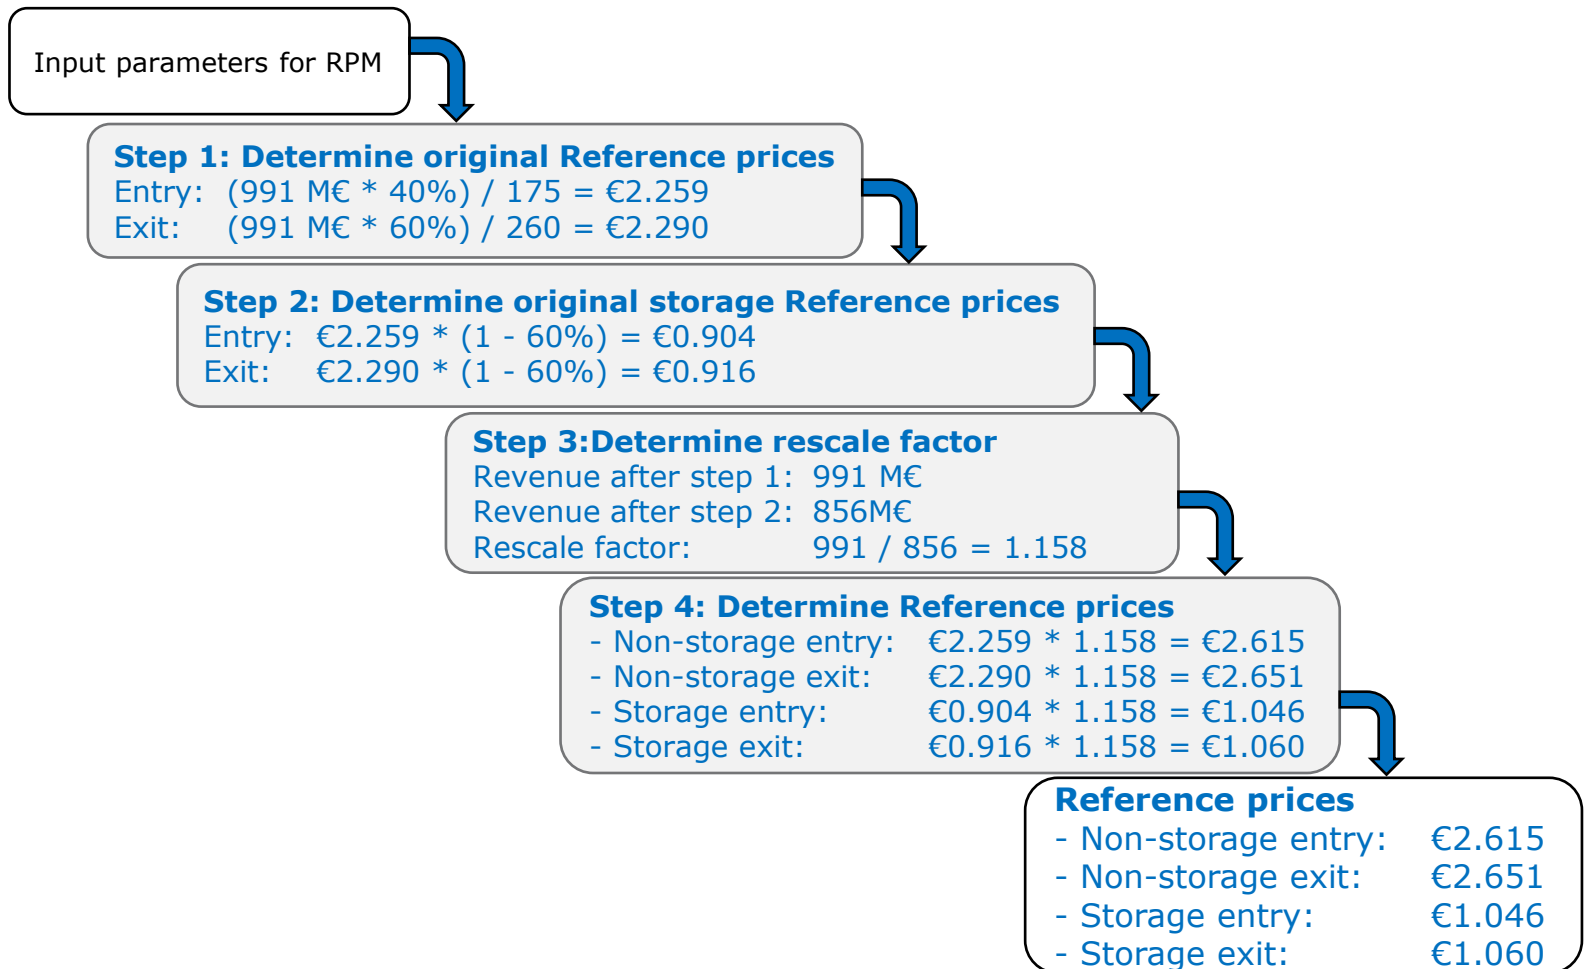 Input parameters for RPM
Step 1: Determine original Reference prices
Entry: (991 M€ * 40%) / 175 = €2.259
Exit: (991 M€ * 60%) / 260 = €2.290
Step 2: Determine original storage Reference prices
Entry: €2.259 * (1 - 60%) = €0.904
Exit: €2.290 * (1 - 60%) = €0.916
Step 3:Determine rescale factor
Revenue after step 1: 991 M€
Revenue after step 2: 856M€
Rescale factor: 991 / 856 = 1.158
Step 4: Determine Reference prices
- Non-storage entry: €2.259 * 1.158 = €2.615
- Non-storage exit: €2.290 * 1.158 = €2.651
- Storage entry: €0.904 * 1.158 = €1.046
- Storage exit: €0.916 * 1.158 = €1.060
Reference prices
- Non-storage entry: €2.615
- Non-storage exit: €2.651
- Storage entry: €1.046
- Storage exit: €1.060